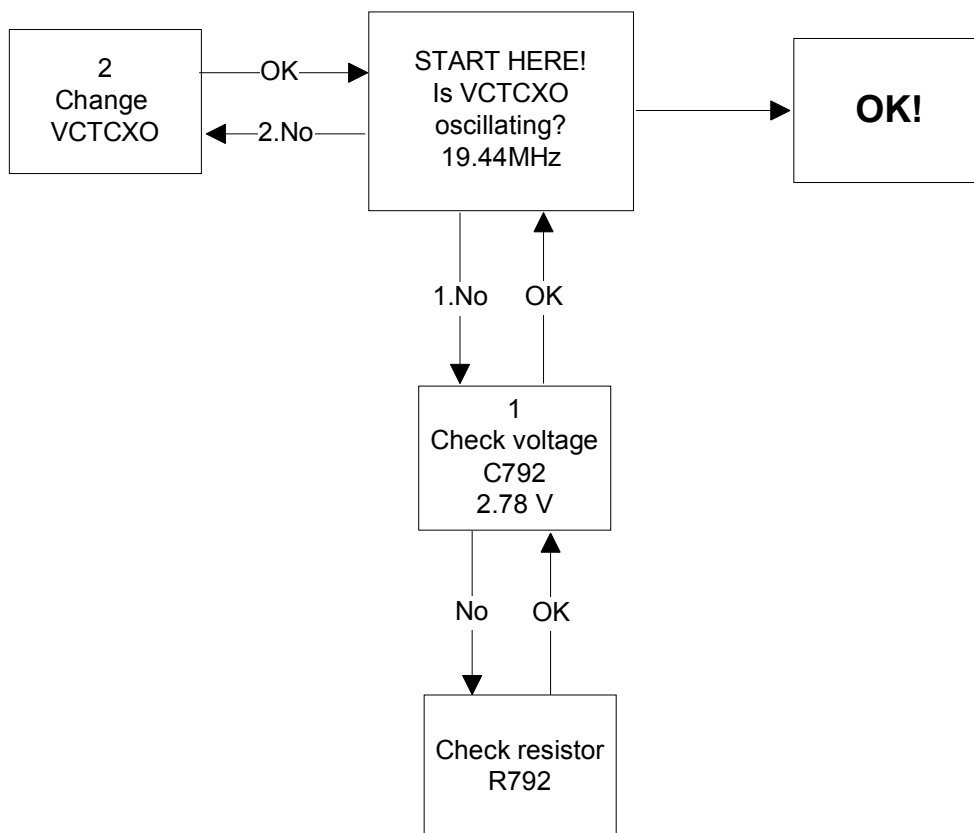 2
Change
VCTCXO
OK
2.No
START HERE!
Is VCTCXO
oscillating?
19.44MHz
OK!
1.No
OK
1
Check voltage
C792
2.78 V
No
OK
Check resistor
R792